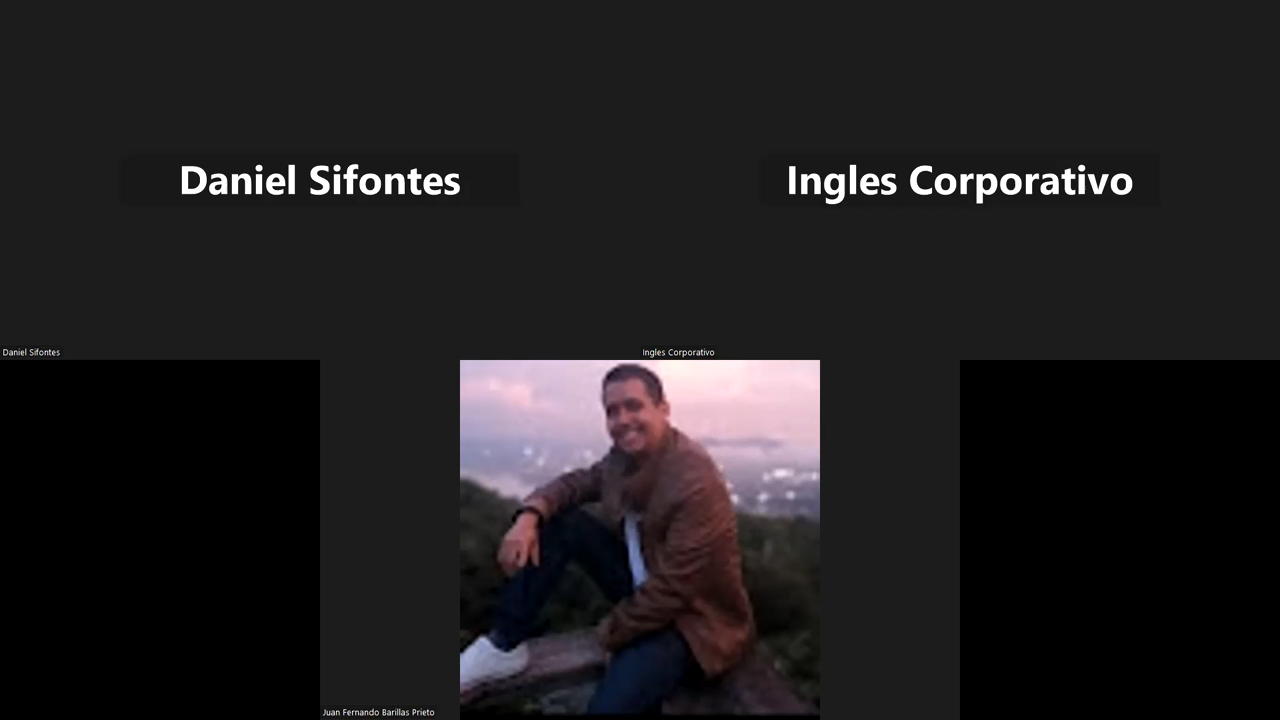 Daniel Sifontes
Ingles Corporativo
Daniel Sifontes
Ingles Corporativo
Juan Fernando Barillas Prieto